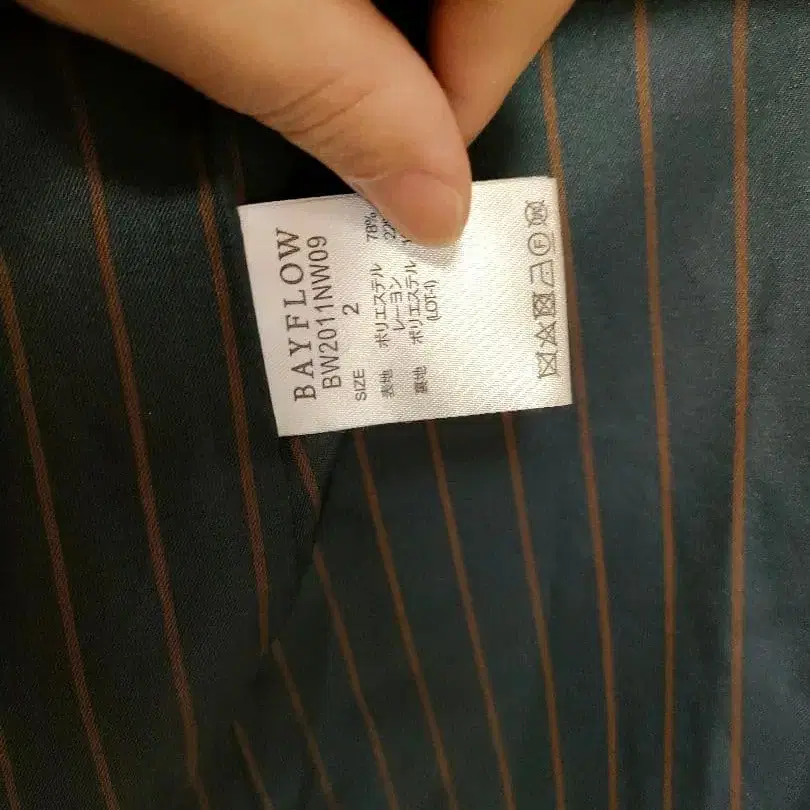 BAYFLOW
BW2011NW09
SIZE 2
表地 ポリエステル 78%
レーヨン
裏地 ポリエステル
(LOT-1)